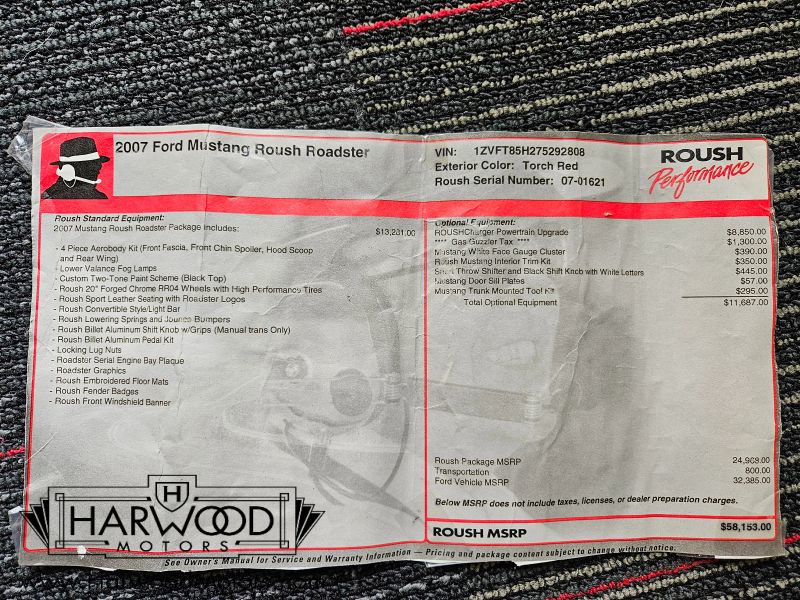 2007 Ford Mustang Roush Roadster
VIN: 1ZVFT85H275292808
Exterior Color: Torch Red
Roush Serial Number: 07-01621
ROUSH
Performance
Roush Standard Equipment:
2007 Mustang Roush Roadster Package Includes: $13,281.00
- 4 Piece Aerobody Kit (Front Fascia, Front Chin Spoiler, Hood Scoop
and Rear Wing)
- Lower Valance Fog Lamps
- Custom Two-Tone Paint Scheme (Black Top)
- Roush 20" Forged Chrome RR04 Wheels with High Performance Tires
- Roush Sport Leather Seating with Roadster Logos
- Roush Convertible Style/Light Bar
- Roush Lowering Springs and Jounce Bumpers
- Roush Billet Aluminum Shift Knob w/Grips (Manual trans Only)
- Roush Billet Aluminum Pedal Kit
- Locking Lug Nuts
- Roadster Serial Engine Bay Plaque
- Roadster Graphics
- Roush Embroidered Floor Mats
- Roush Fender Badges
- Roush Front Windshield Banner
Optional Equipment:
ROUSHCharger Powertrain Upgrade $8,850.00
**** Gas Guzzler Tax **** $1,300.00
Mustang White Face Gauge Cluster $390.00
Roush Mustang Interior Trim Kit $350.00
Short Throw Shifter and Black Shift Knob with White Letters $445.00
Mustang Door Sill Plates $57.00
Mustang Trunk Mounted Tool Kit $295.00
Total Optional Equipment $11,687.00
Roush Package MSRP 24,968.00
Transportation 800.00
Ford Vehicle MSRP 32,385.00
Below MSRP does not include taxes, licenses, or dealer preparation charges.
ROUSH MSRP $58,153.00
See Owner's Manual for Service and Warranty Information — Pricing and package content subject to change without notice.
H
HARWOOD
MOTORS